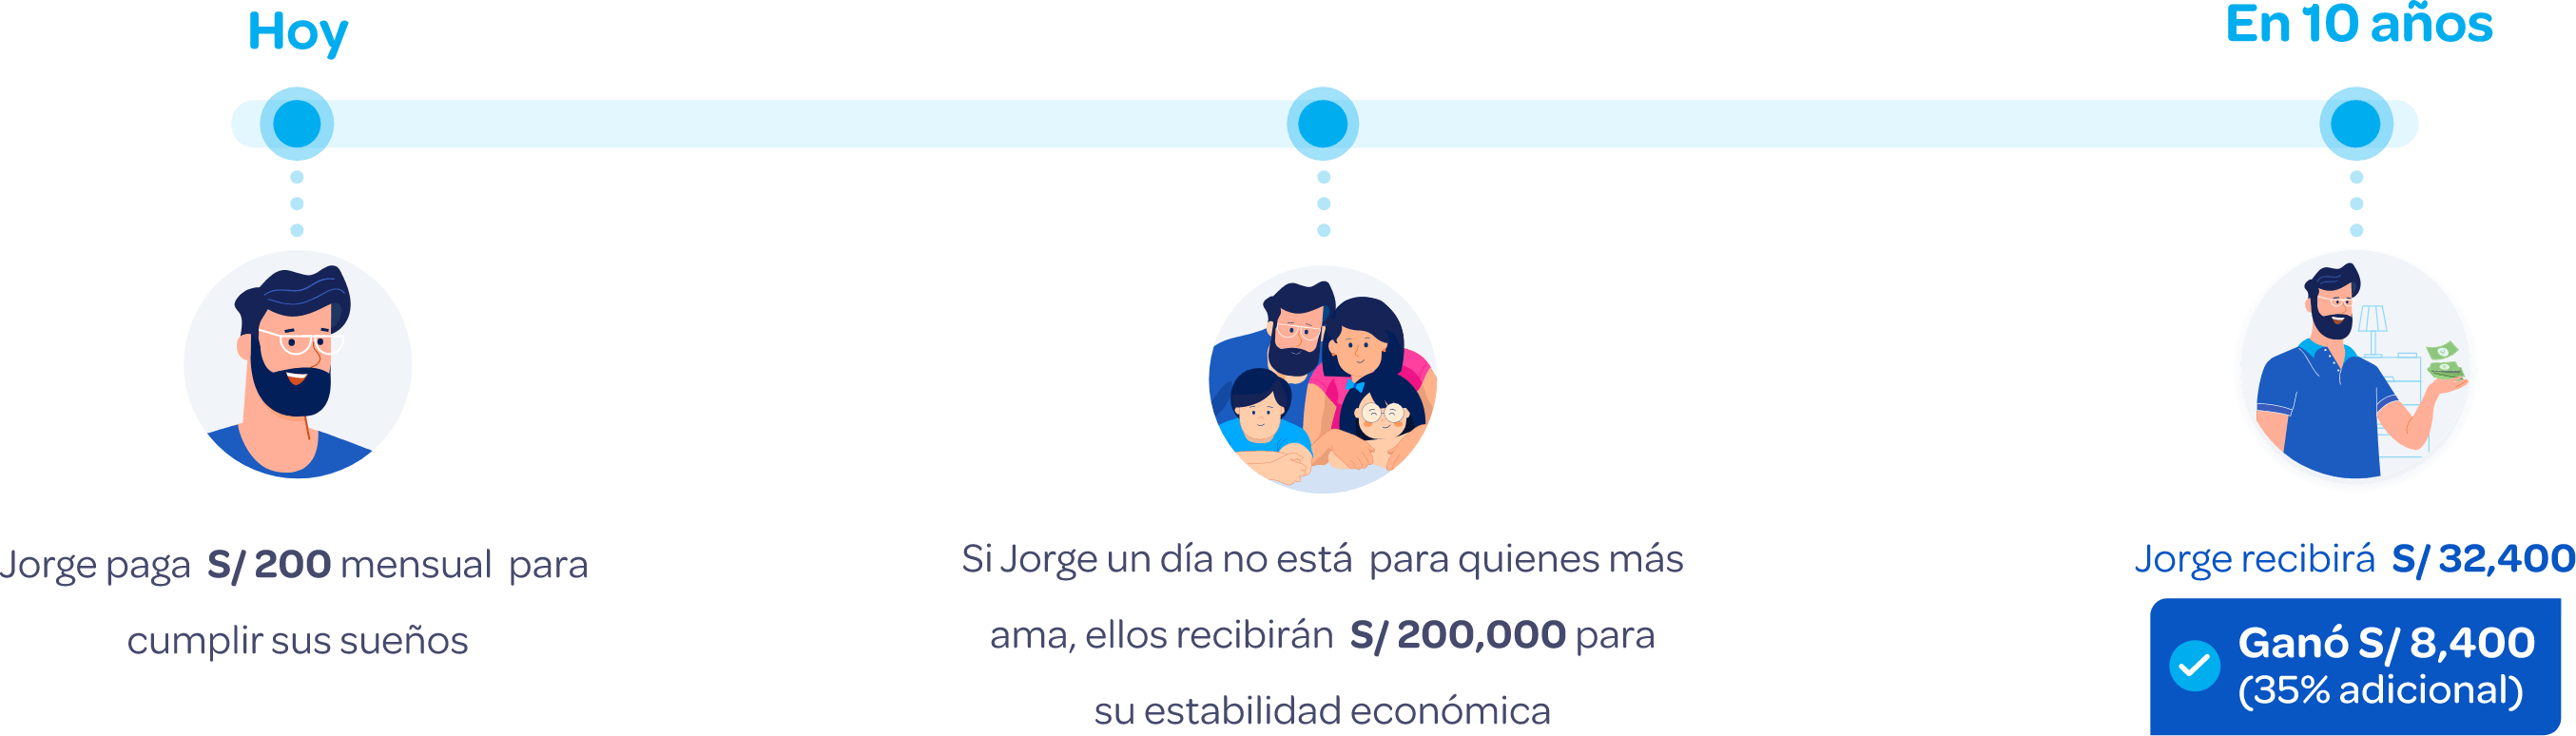 Hoy
En 10 años
Jorge paga S/ 200 mensual para
cumplir sus sueños
Si Jorge un día no está para quienes más
ama, ellos recibirán S/ 200,000 para
su estabilidad económica
Jorge recibirá S/ 32,400
Ganó S/ 8,400
(35% adicional)